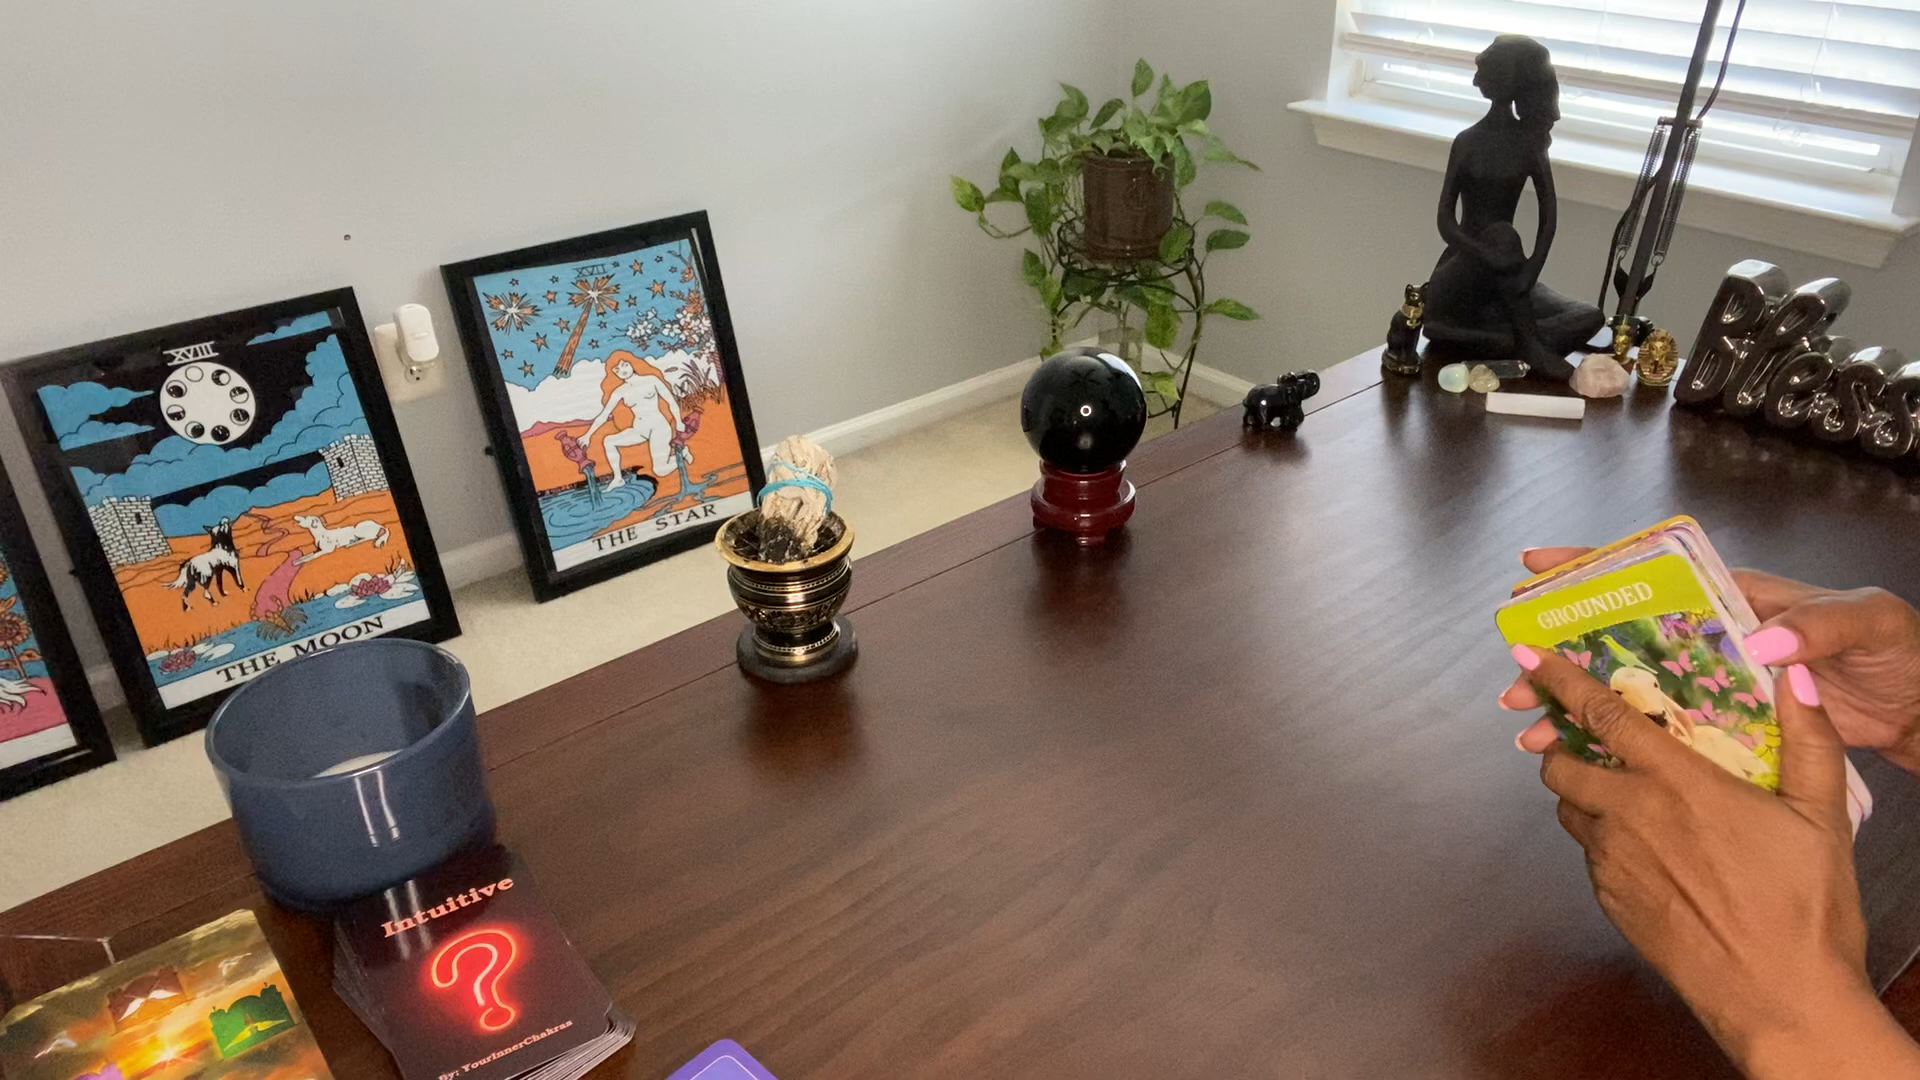 XVIII
THE MOON
XVII
THE STAR
Bless
GROUNDED
Intuitive
?
By: YourInnerChakras